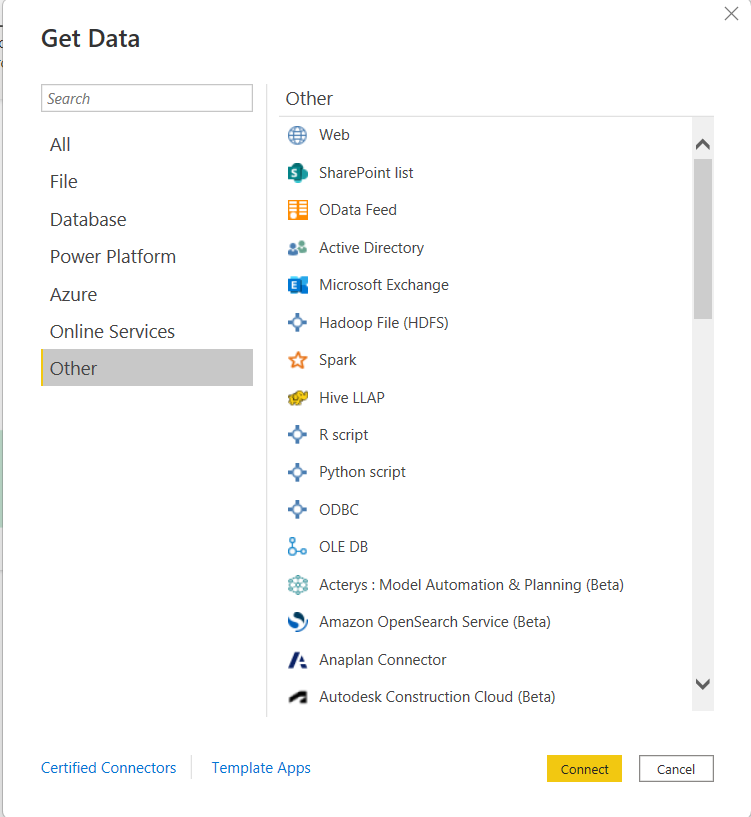 Get Data
Search
All
File
Database
Power Platform
Azure
Online Services
Other
Other
Web
SharePoint list
OData Feed
Active Directory
Microsoft Exchange
Hadoop File (HDFS)
Spark
Hive LLAP
R script
Python script
ODBC
OLE DB
Acterys : Model Automation & Planning (Beta)
Amazon OpenSearch Service (Beta)
Anaplan Connector
Autodesk Construction Cloud (Beta)
Certified Connectors
Template Apps
Connect
Cancel